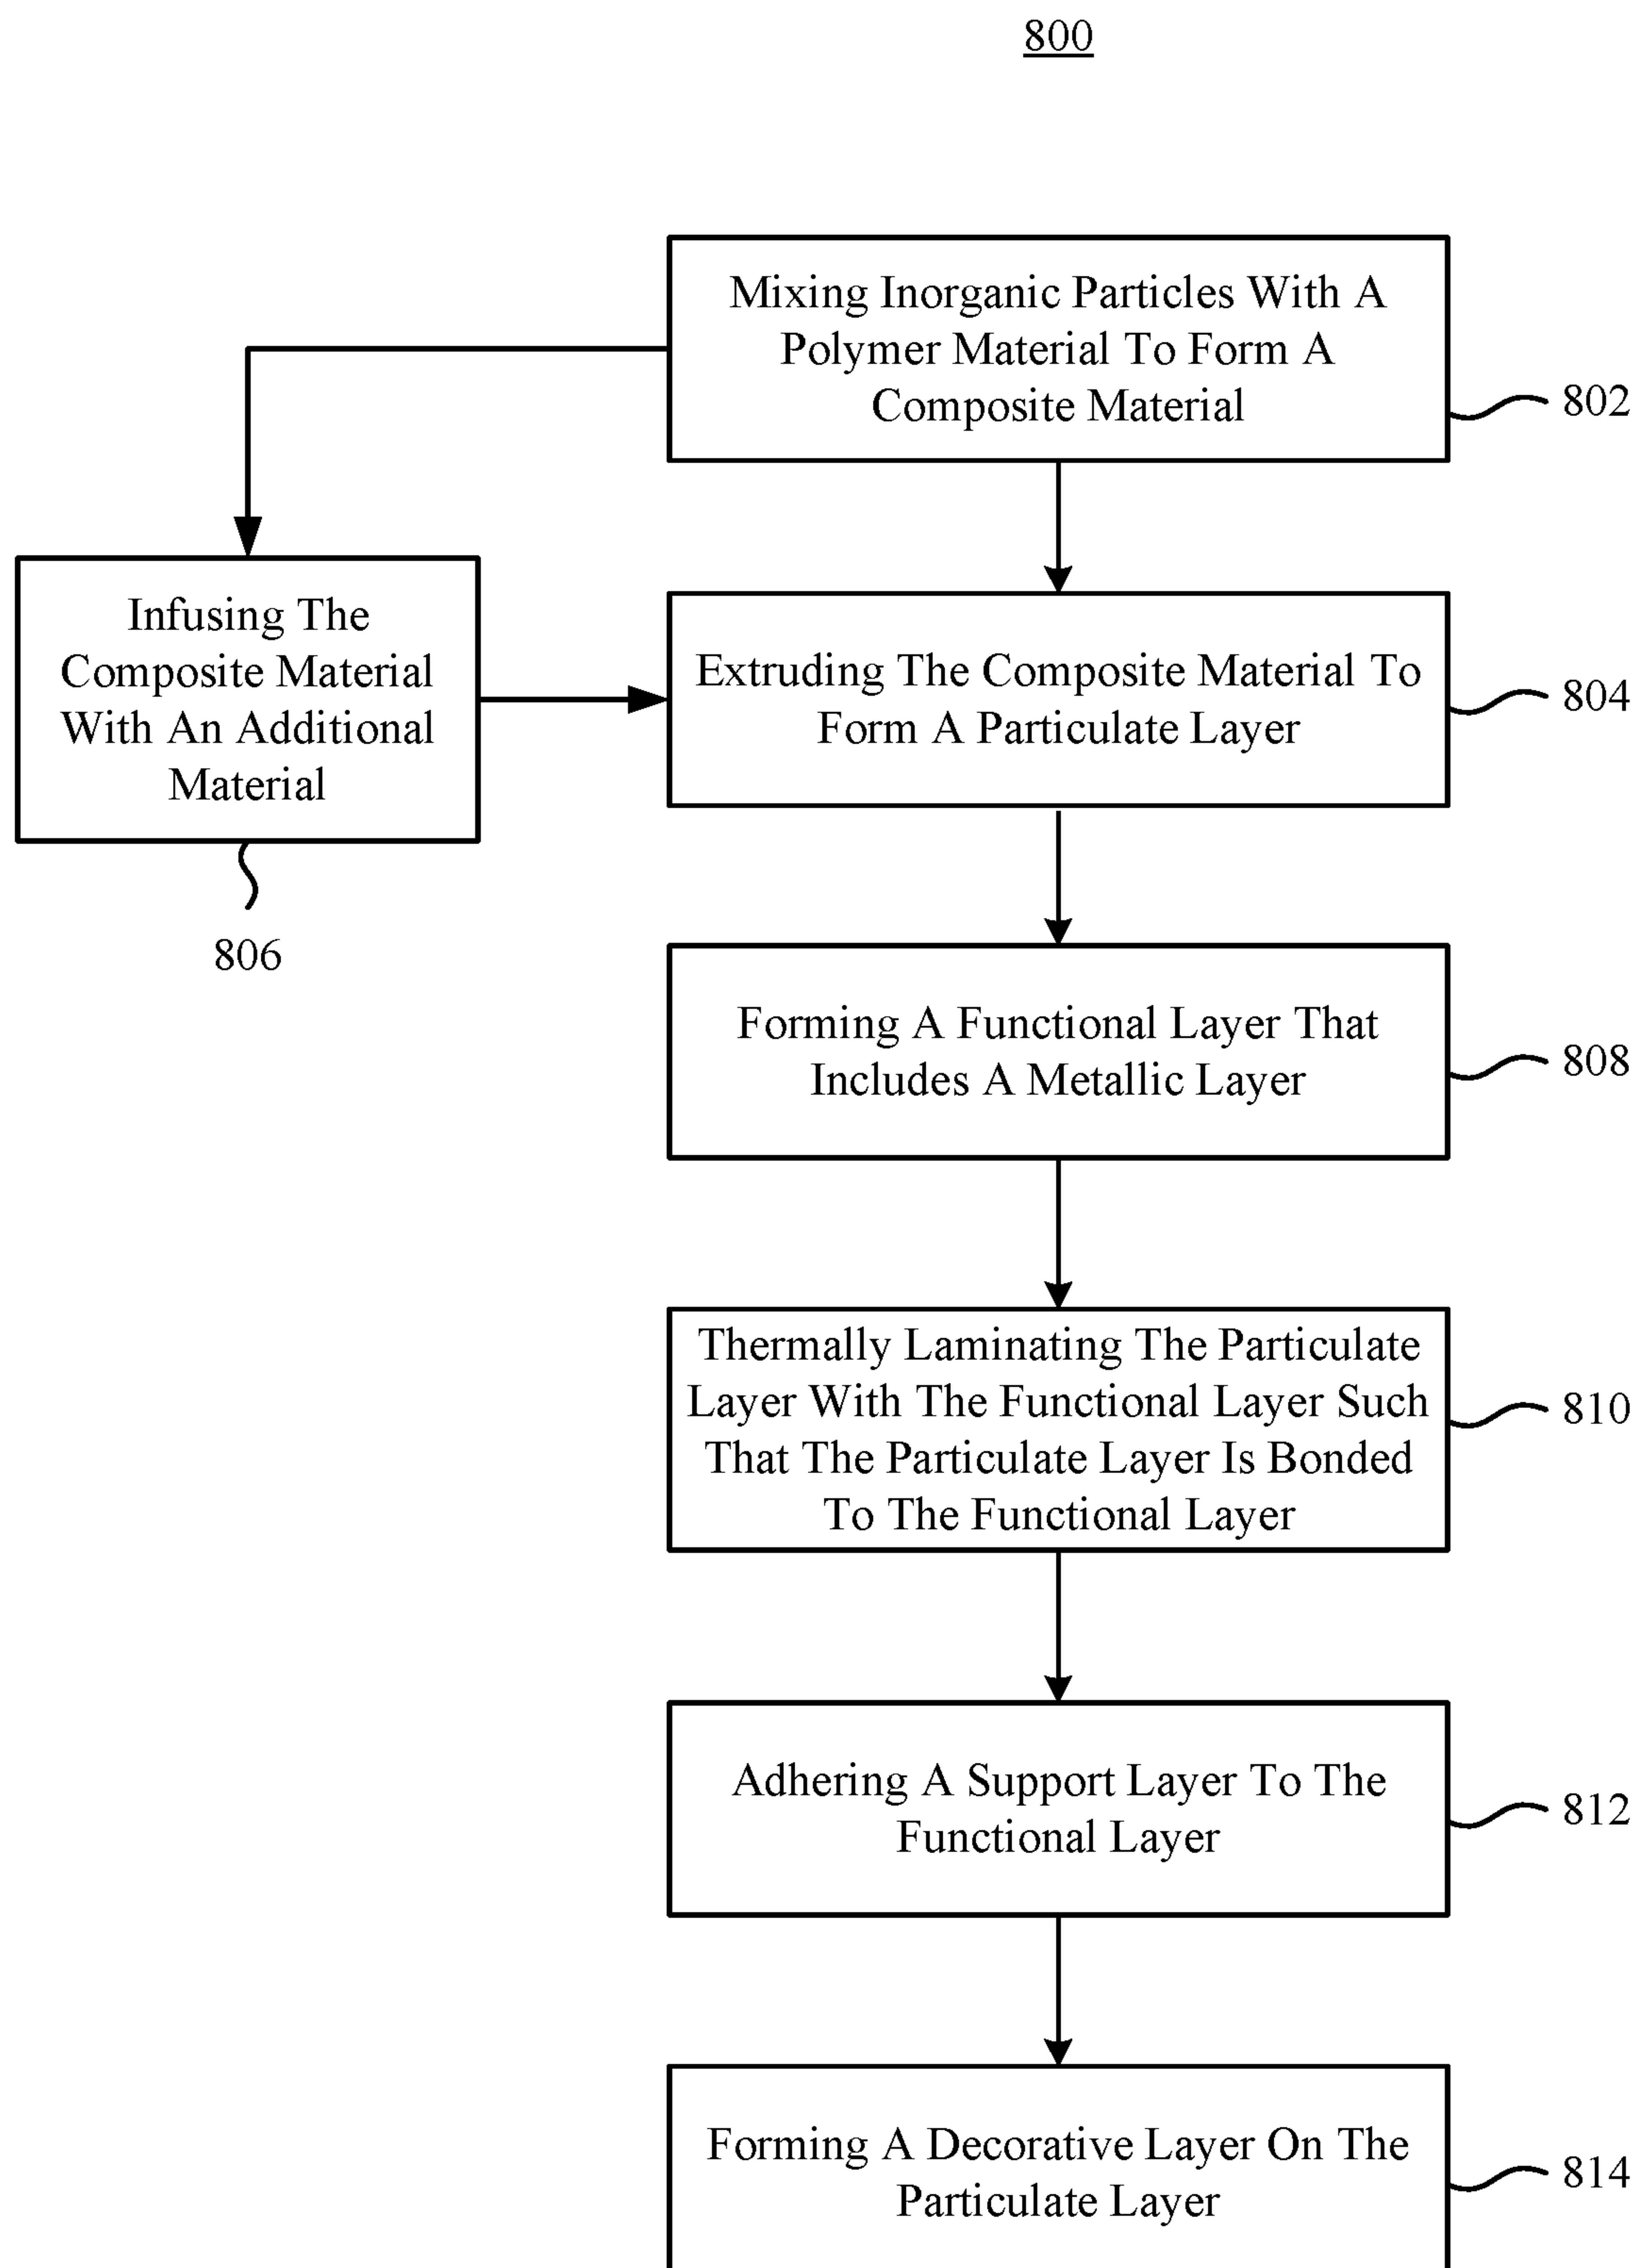 800
Mixing Inorganic Particles With A
Polymer Material To Form A
Composite Material
802
Infusing The
Composite Material
With An Additional
Material
806
Extruding The Composite Material To
Form A Particulate Layer
804
Forming A Functional Layer That
Includes A Metallic Layer
808
Thermally Laminating The Particulate
Layer With The Functional Layer Such
That The Particulate Layer Is Bonded
To The Functional Layer
810
Adhering A Support Layer To The
Functional Layer
812
Forming A Decorative Layer On The
Particulate Layer
814